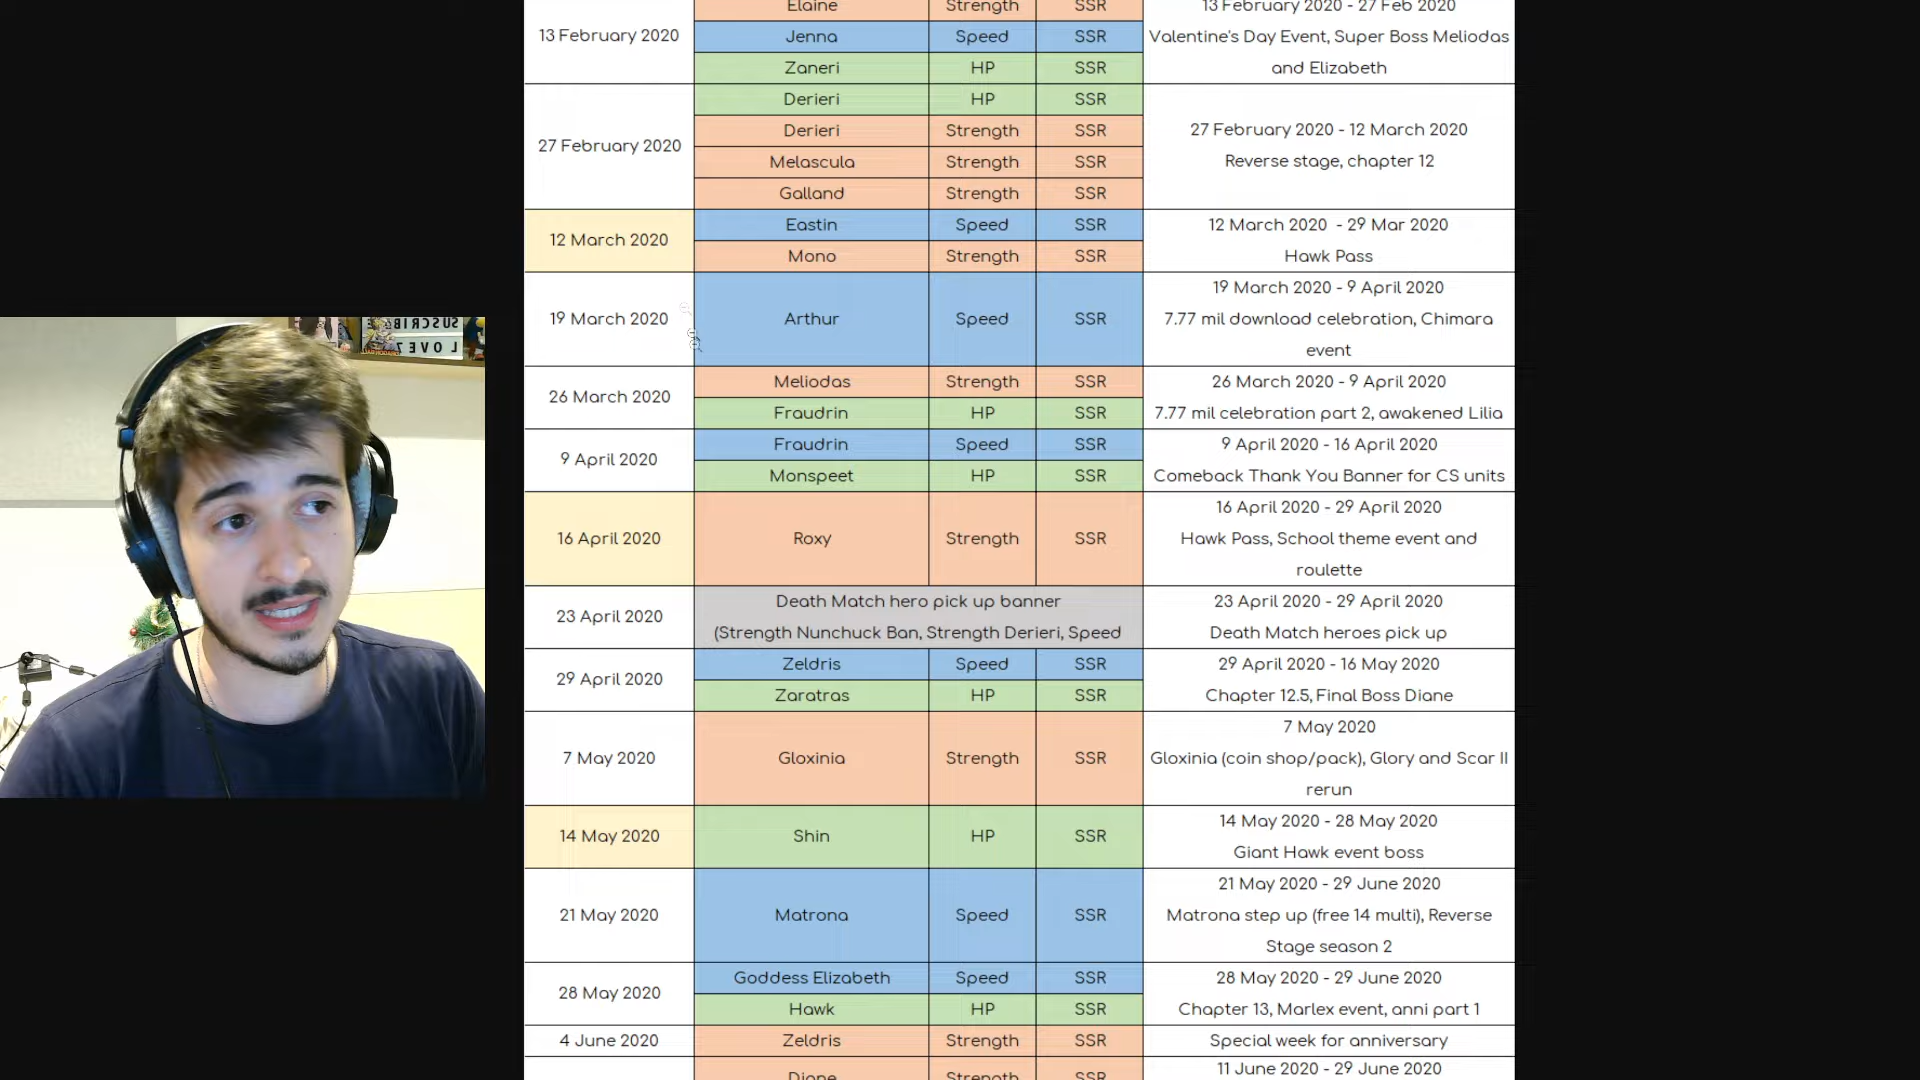 Elaine Strength SSR 13 February 2020 - 27 Feb 2020
13 February 2020 Jenna Speed SSR Valentine's Day Event, Super Boss Meliodas
Zaneri HP SSR and Elizabeth
Derieri HP SSR
27 February 2020 Derieri Strength SSR 27 February 2020 - 12 March 2020
Melascula Strength SSR Reverse stage, chapter 12
Galland Strength SSR
12 March 2020 Eastin Speed SSR 12 March 2020 - 29 Mar 2020
Mono Strength SSR Hawk Pass
19 March 2020 - 9 April 2020
19 March 2020 Arthur Speed SSR 7.77 mil download celebration, Chimara
event
26 March 2020 Meliodas Strength SSR 26 March 2020 - 9 April 2020
Fraudrin HP SSR 7.77 mil celebration part 2, awakened Lilia
9 April 2020 Fraudrin Speed SSR 9 April 2020 - 16 April 2020
Monspeet HP SSR Comeback Thank You Banner for CS units
16 April 2020 - 29 April 2020
16 April 2020 Roxy Strength SSR Hawk Pass, School theme event and
roulette
23 April 2020 Death Match hero pick up banner 23 April 2020 - 29 April 2020
(Strength Nunchuck Ban, Strength Derieri, Speed Death Match heroes pick up
29 April 2020 Zeldris Speed SSR 29 April 2020 - 16 May 2020
Zaratras HP SSR Chapter 12.5, Final Boss Diane
7 May 2020
7 May 2020 Gloxinia Strength SSR Gloxinia (coin shop/pack), Glory and Scar II
rerun
14 May 2020 Shin HP SSR 14 May 2020 - 28 May 2020
Giant Hawk event boss
21 May 2020 - 29 June 2020
21 May 2020 Matrona Speed SSR Matrona step up (free 14 multi), Reverse
Stage season 2
28 May 2020 Goddess Elizabeth Speed SSR 28 May 2020 - 29 June 2020
Hawk HP SSR Chapter 13, Marlex event, anni part 1
4 June 2020 Zeldris Strength SSR Special week for anniversary
Diane Strength SSR 11 June 2020 - 29 June 2020
SUSCRIB
LOVE7